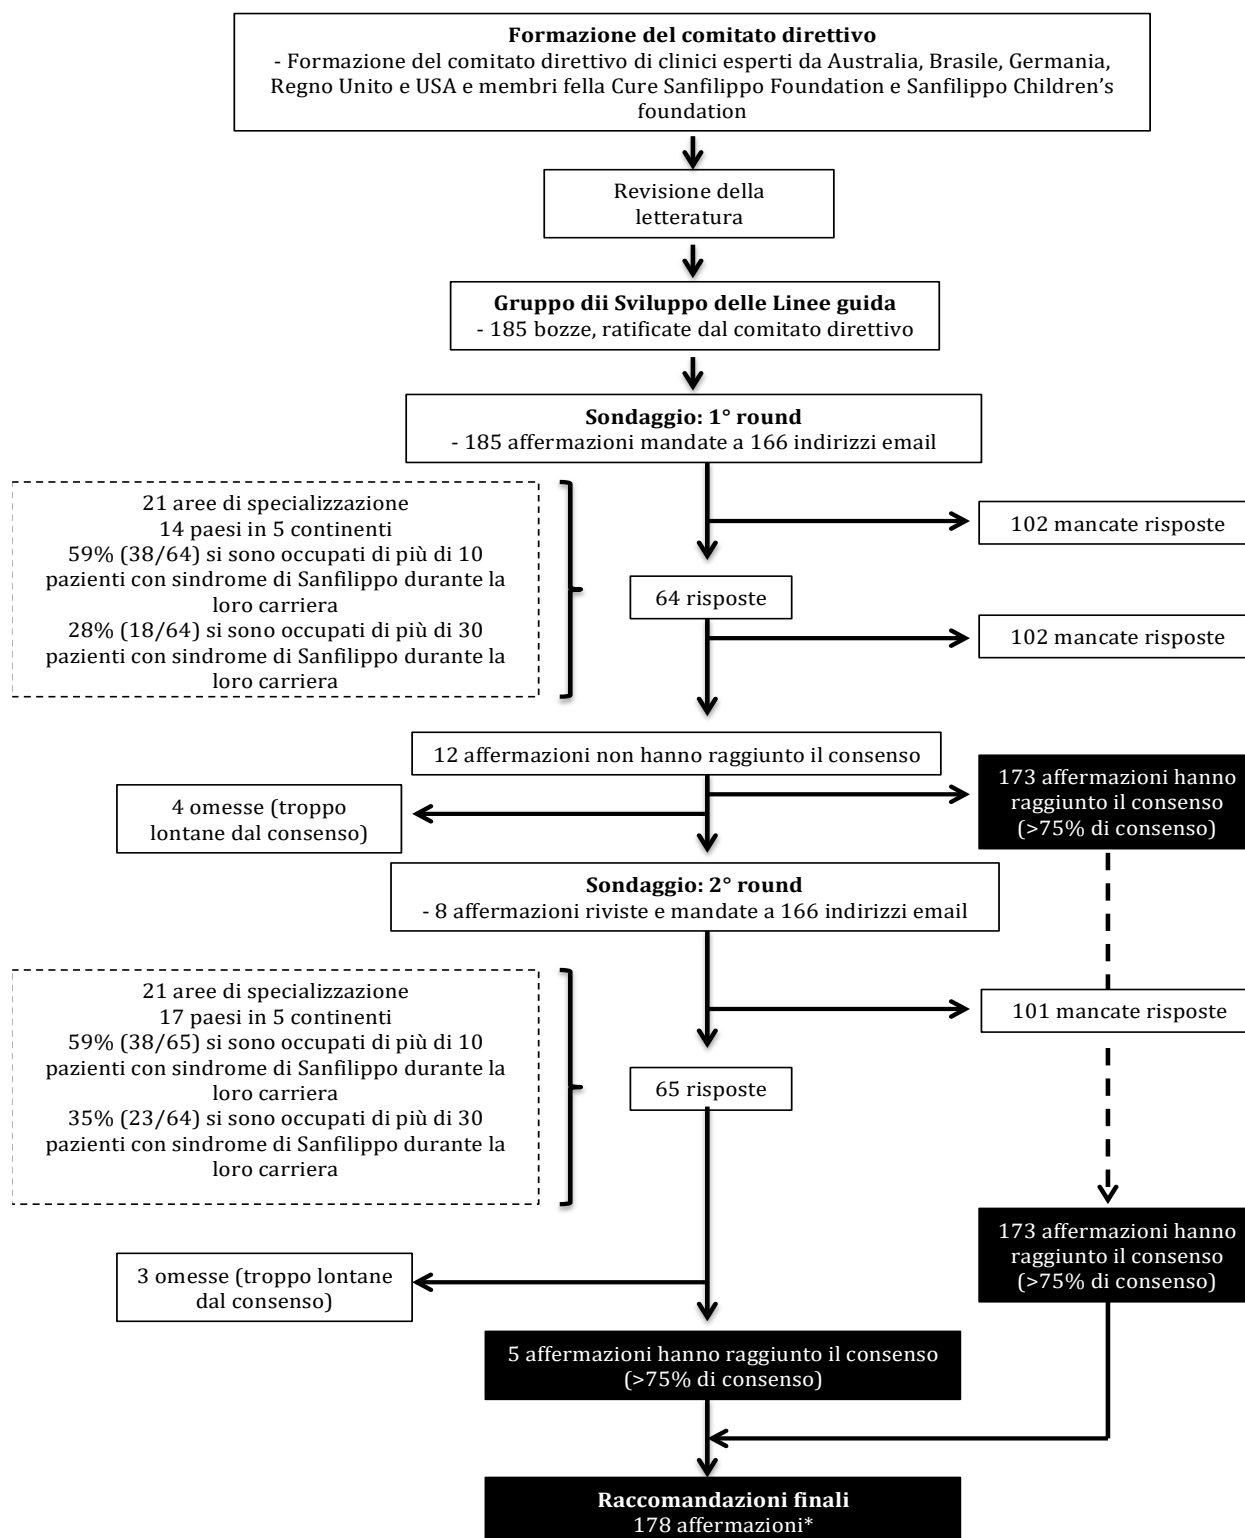 Formazione del comitato direttivo
- Formazione del comitato direttivo di clinici esperti da Australia, Brasile, Germania,
Regno Unito e USA e membri fella Cure Sanfilippo Foundation e Sanfilippo Children's
foundation
Revisione della
letteratura
Gruppo dii Sviluppo delle Linee guida
- 185 bozze, ratificate dal comitato direttivo
Sondaggio: 1° round
- 185 affermazioni mandate a 166 indirizzi email
21 aree di specializzazione
14 paesi in 5 continenti
59% (38/64) si sono occupati di più di 10
pazienti con sindrome di Sanfilippo durante la
loro carriera
28% (18/64) si sono occupati di più di 30
pazienti con sindrome di Sanfilippo durante la
loro carriera
102 mancate risposte
64 risposte
102 mancate risposte
12 affermazioni non hanno raggiunto il consenso
173 affermazioni hanno
raggiunto il consenso
(>75% di consenso)
4 omesse (troppo
lontane dal consenso)
Sondaggio: 2° round
- 8 affermazioni riviste e mandate a 166 indirizzi email
21 aree di specializzazione
17 paesi in 5 continenti
59% (38/65) si sono occupati di più di 10
pazienti con sindrome di Sanfilippo durante la
loro carriera
35% (23/64) si sono occupati di più di 30
pazienti con sindrome di Sanfilippo durante la
loro carriera
101 mancate risposte
65 risposte
173 affermazioni hanno
raggiunto il consenso
(>75% di consenso)
3 omesse (troppo lontane
dal consenso)
5 affermazioni hanno raggiunto il consenso
(>75% di consenso)
Raccomandazioni finali
178 affermazioni*